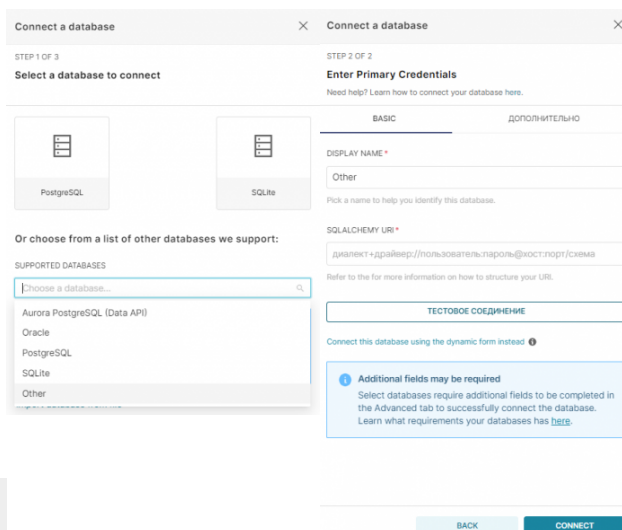 Connect a database
STEP 1 OF 3
Select a database to connect
PostgreSQL
SQLite
Or choose from a list of other databases we support:
SUPPORTED DATABASES
Choose a database...
Aurora PostgreSQL (Data API)
Oracle
PostgreSQL
SQLite
Other
Connect a database
STEP 2 OF 2
Enter Primary Credentials
Need help? Learn how to connect your database here.
BASIC
ДОПОЛНИТЕЛЬНО
DISPLAY NAME *
Other
Pick a name to help you identify this database.
SQLALCHEMY URI *
диалект+драйвер://пользователь:пароль@хост:порт/схема
Refer to the for more information on how to structure your URI.
ТЕСТОВОЕ СОЕДИНЕНИЕ
Connect this database using the dynamic form instead
Additional fields may be required
Select databases require additional fields to be completed in
the Advanced tab to successfully connect the database.
Learn what requirements your databases has here.
BACK
CONNECT